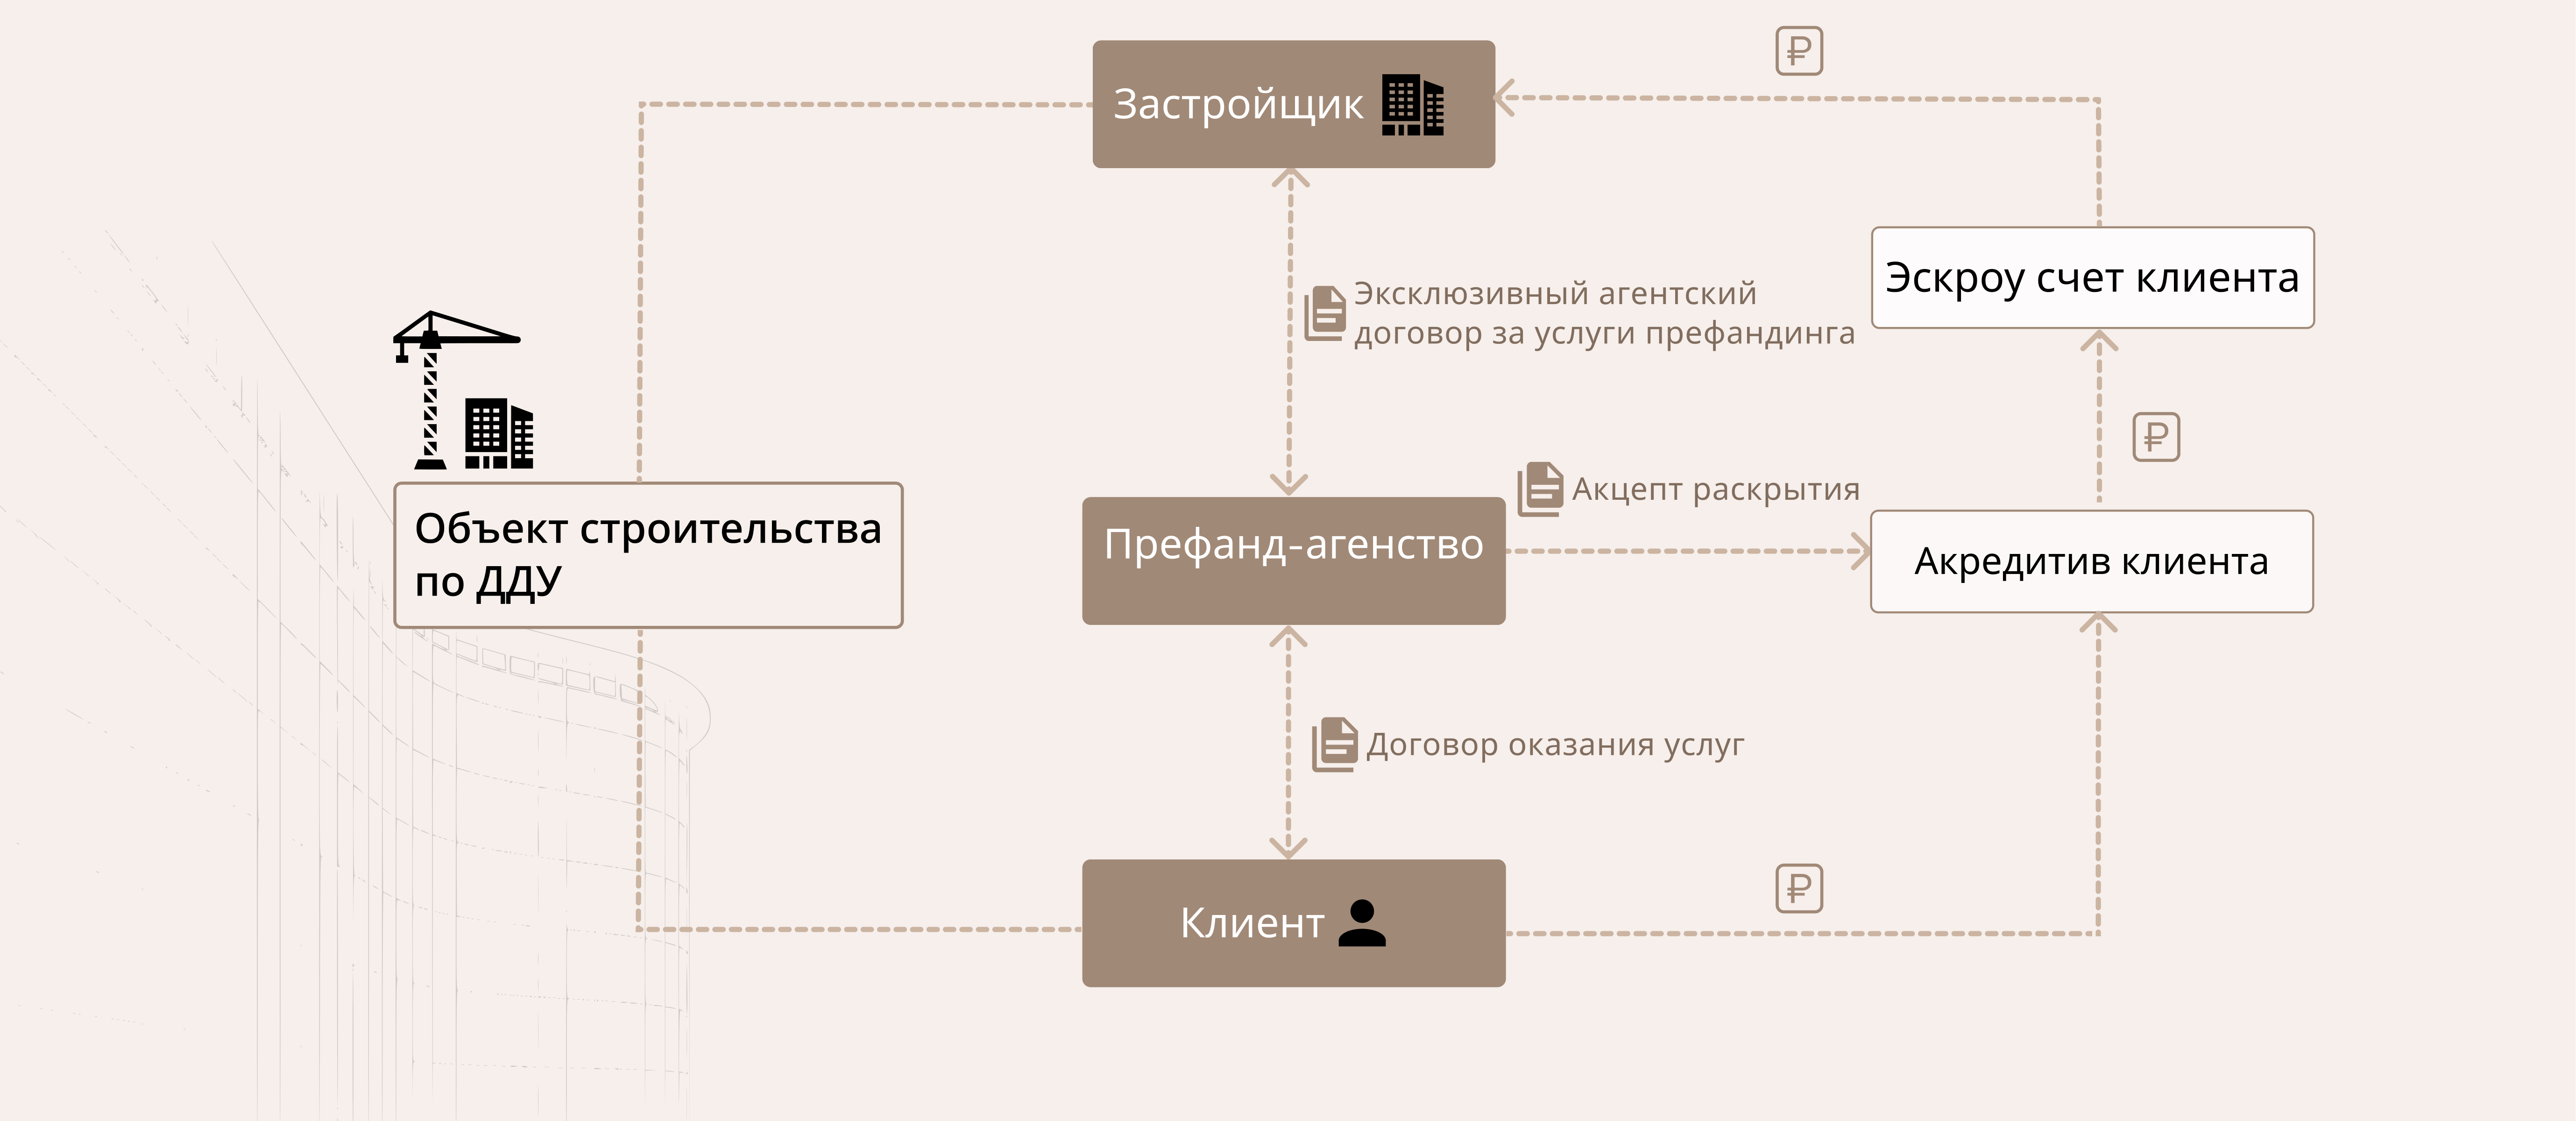 ₽
Застройщик
Эскроу счет клиента
Эксклюзивный агентский
договор за услуги префандинга
₽
Акцепт раскрытия
Объект строительства
по ДДУ
Префанд-агенство
Акредитив клиента
Договор оказания услуг
₽
Клиент